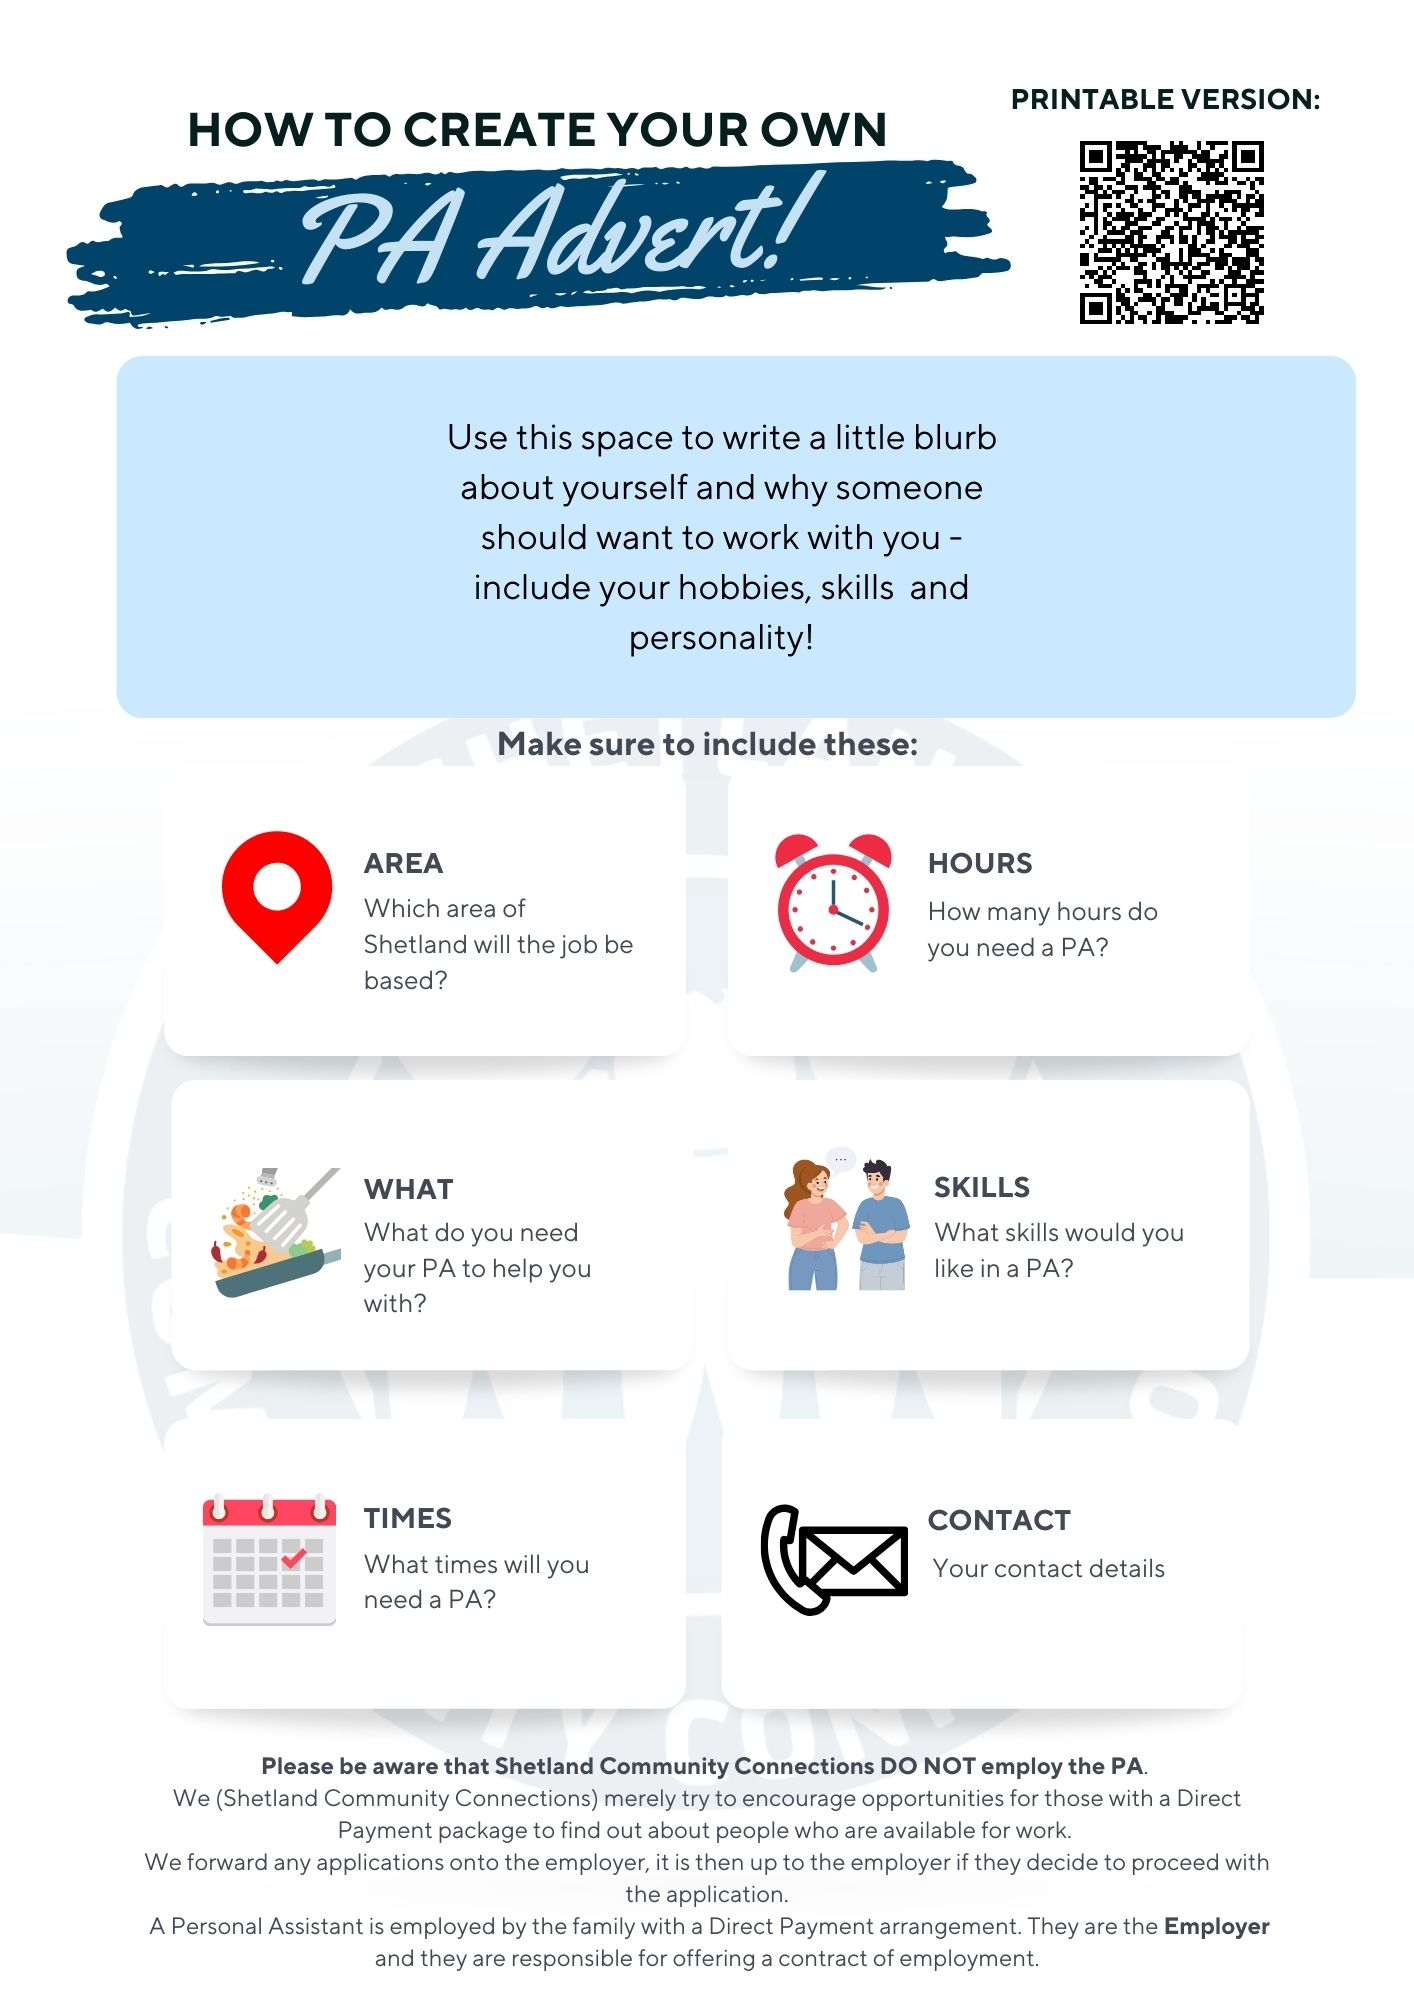 HOW TO CREATE YOUR OWN
PA Advert!
PRINTABLE VERSION:
Use this space to write a little blurb
about yourself and why someone
should want to work with you -
include your hobbies, skills  and
personality!
Make sure to include these:
AREA
Which area of
Shetland will the job be
based?
HOURS
How many hours do
you need a PA?
WHAT
What do you need
your PA to help you
with?
SKILLS
What skills would you
like in a PA?
TIMES
What times will you
need a PA?
CONTACT
Your contact details
Please be aware that Shetland Community Connections DO NOT employ the PA.
We (Shetland Community Connections) merely try to encourage opportunities for those with a Direct
Payment package to find out about people who are available for work.
We forward any applications onto the employer, it is then up to the employer if they decide to proceed with
the application.
A Personal Assistant is employed by the family with a Direct Payment arrangement. They are the Employer
and they are responsible for offering a contract of employment.